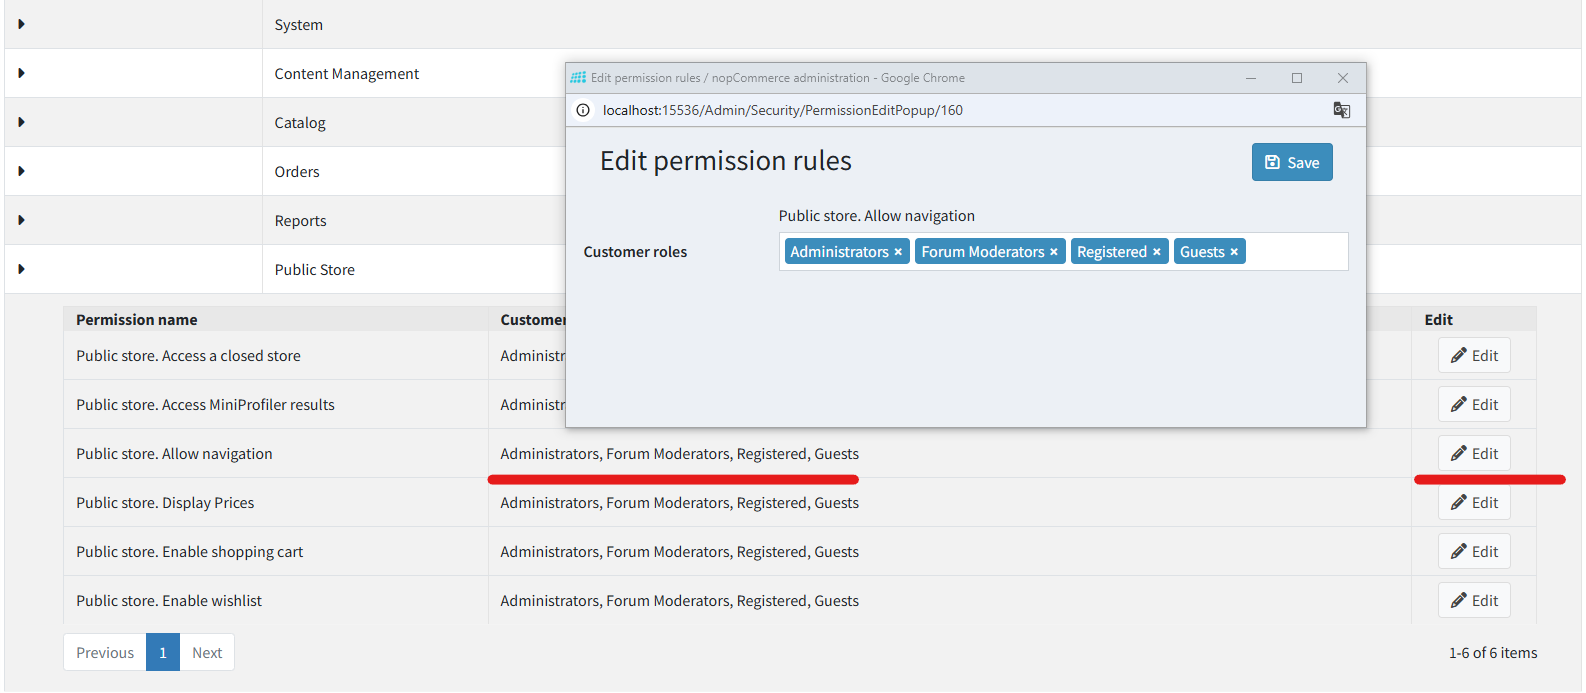 System
Content Management
Catalog
Orders
Reports
Public Store
Edit permission rules / nopCommerce administration - Google Chrome
localhost:15536/Admin/Security/PermissionEditPopup/160
Edit permission rules
Save
Public store. Allow navigation
Customer roles
Administrators × Forum Moderators × Registered × Guests ×
Permission name Customer Edit
Public store. Access a closed store Administr Edit
Public store. Access MiniProfiler results Administr Edit
Public store. Allow navigation Administrators, Forum Moderators, Registered, Guests Edit
Public store. Display Prices Administrators, Forum Moderators, Registered, Guests Edit
Public store. Enable shopping cart Administrators, Forum Moderators, Registered, Guests Edit
Public store. Enable wishlist Administrators, Forum Moderators, Registered, Guests Edit
Previous 1 Next 1-6 of 6 items